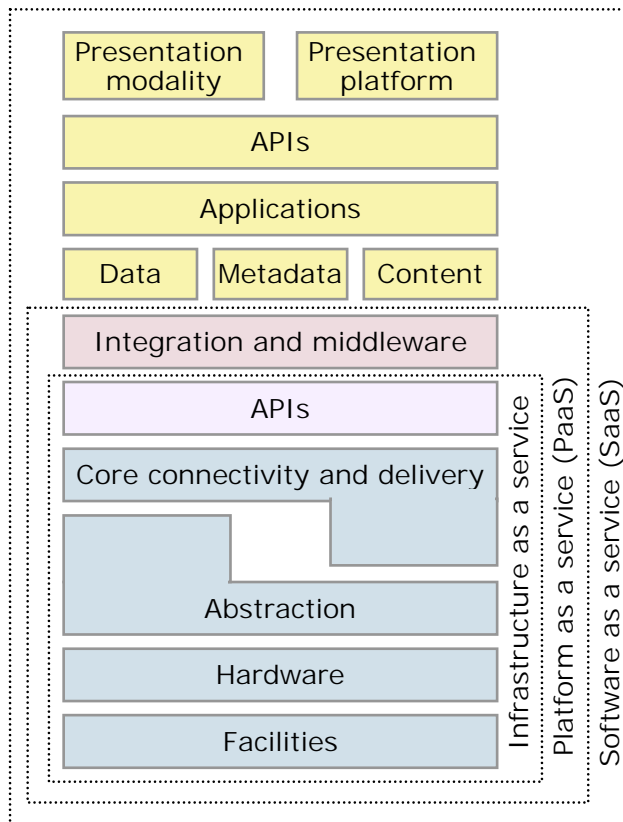 Presentation
modality
Presentation
platform
APIs
Applications
Data
Metadata
Content
Integration and middleware
APIs
Core connectivity and delivery
Abstraction
Hardware
Facilities
Infrastructure as a service
Platform as a service (PaaS)
Software as a service (SaaS)